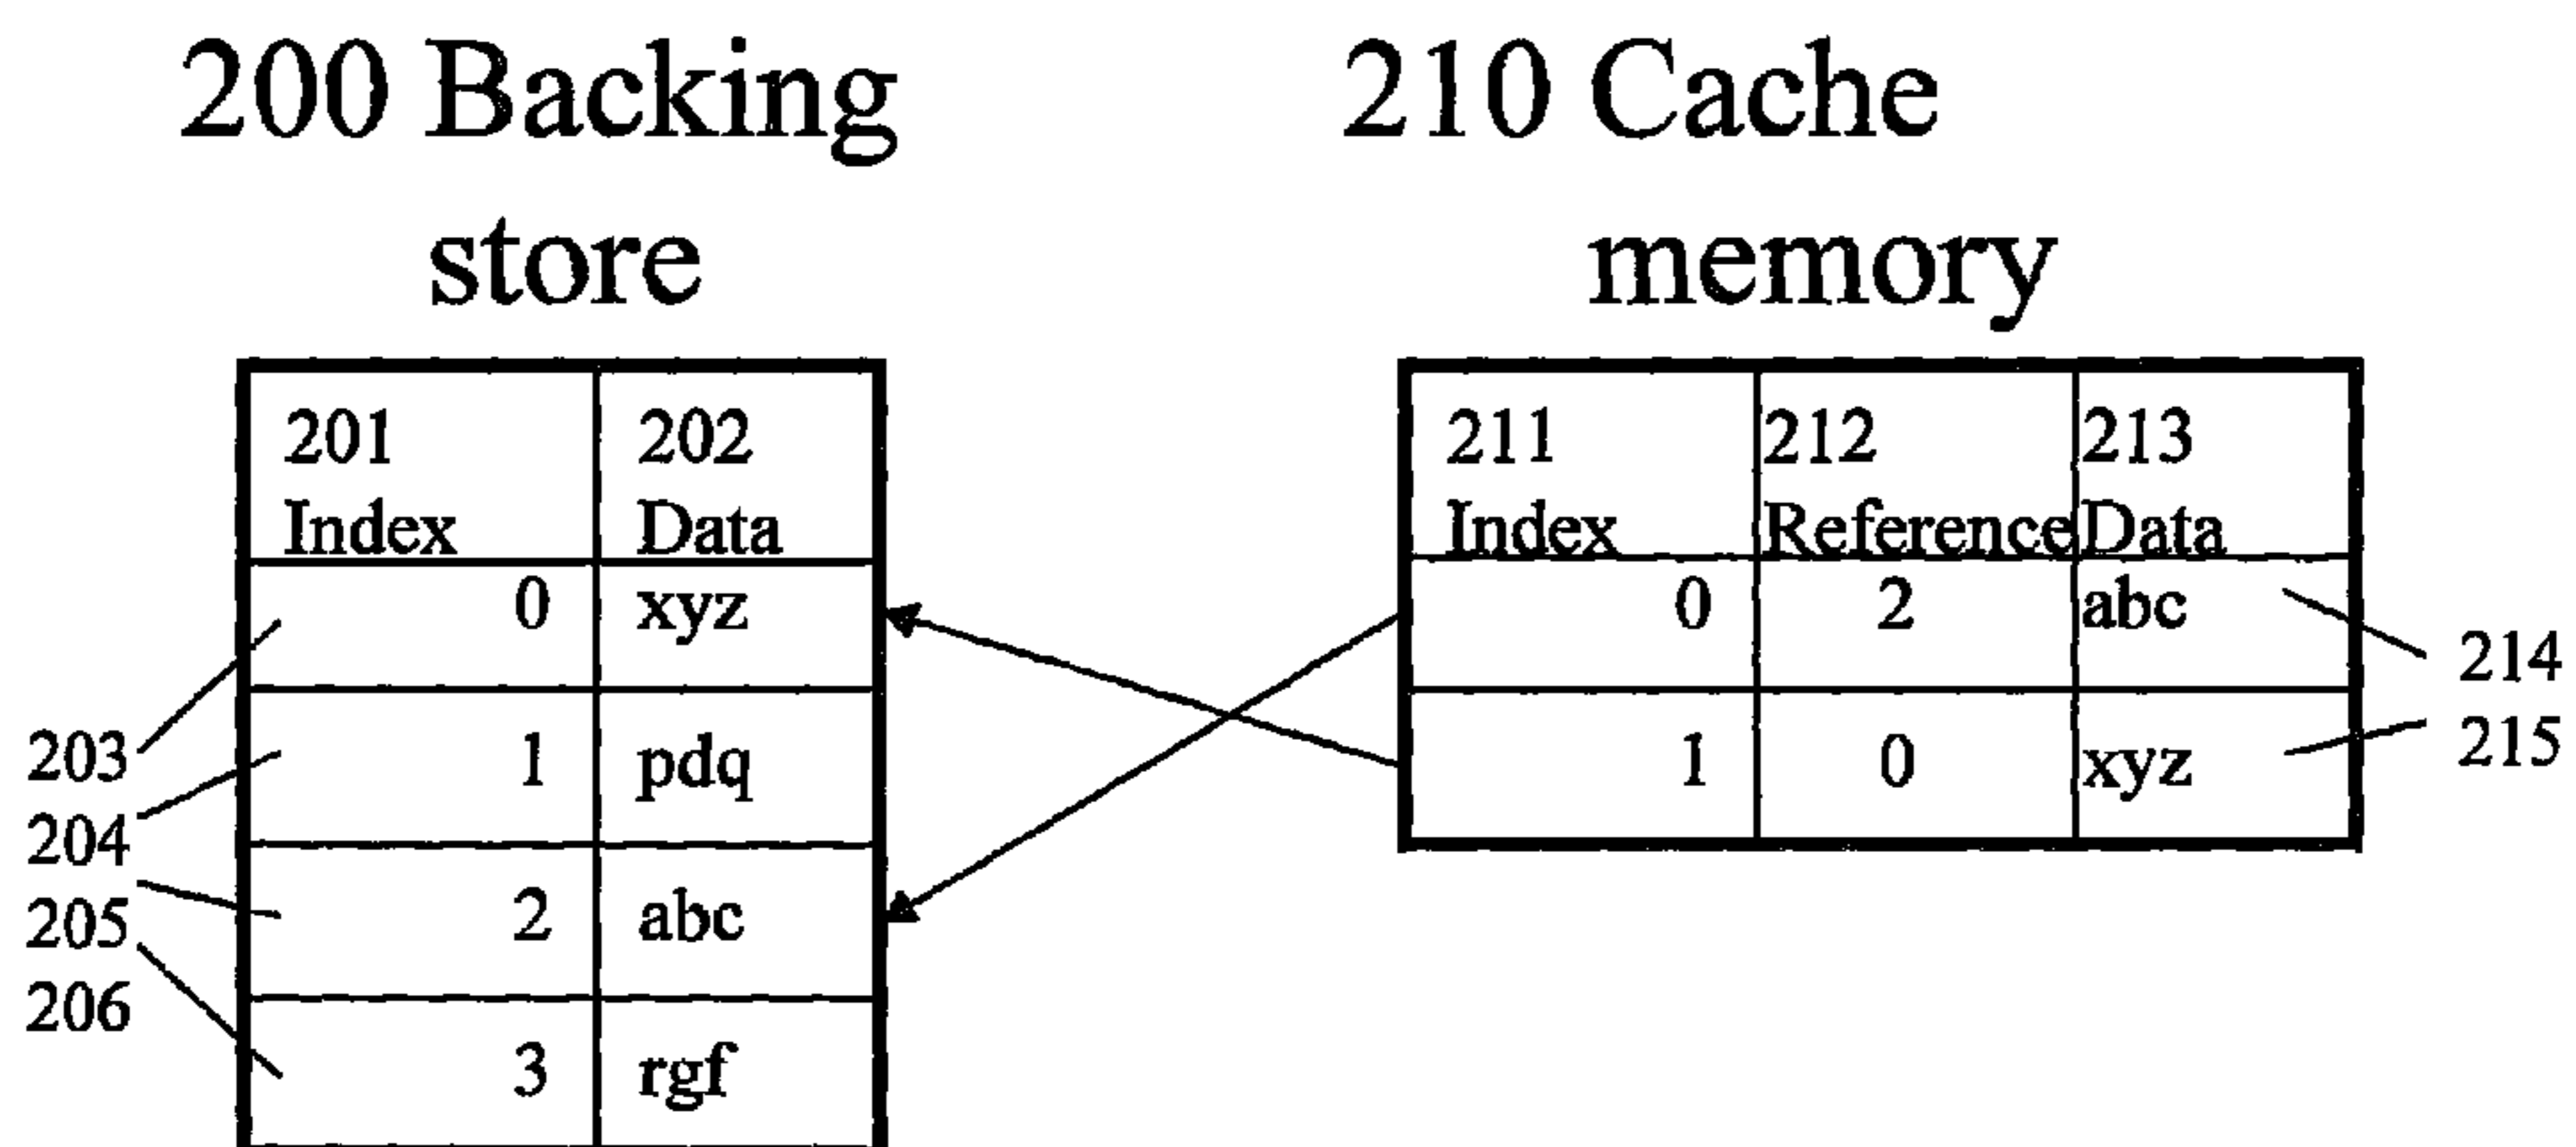 200 Backing
store
201 202
Index Data
0 xyz
1 pdq
2 abc
3 rgf
203
204
205
206
210 Cache
memory
211 212 213
Index Reference Data
0 2 abc
1 0 xyz
214
215